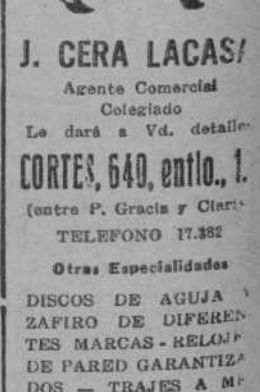 J. CERA LACASA
Agente Comercial
Colegiado
Le dará a Vd. detalle
CORTES, 640, entlo., 1.
(entre P. Gracia y Claris
TELEFONO 17.382
Otras Especialidades
DISCOS DE AGUJA Y
ZAFIRO DE DIFEREN
TES MARCAS - RELOJE
DE PARED GARANTIZA
DOS — TRAJES A